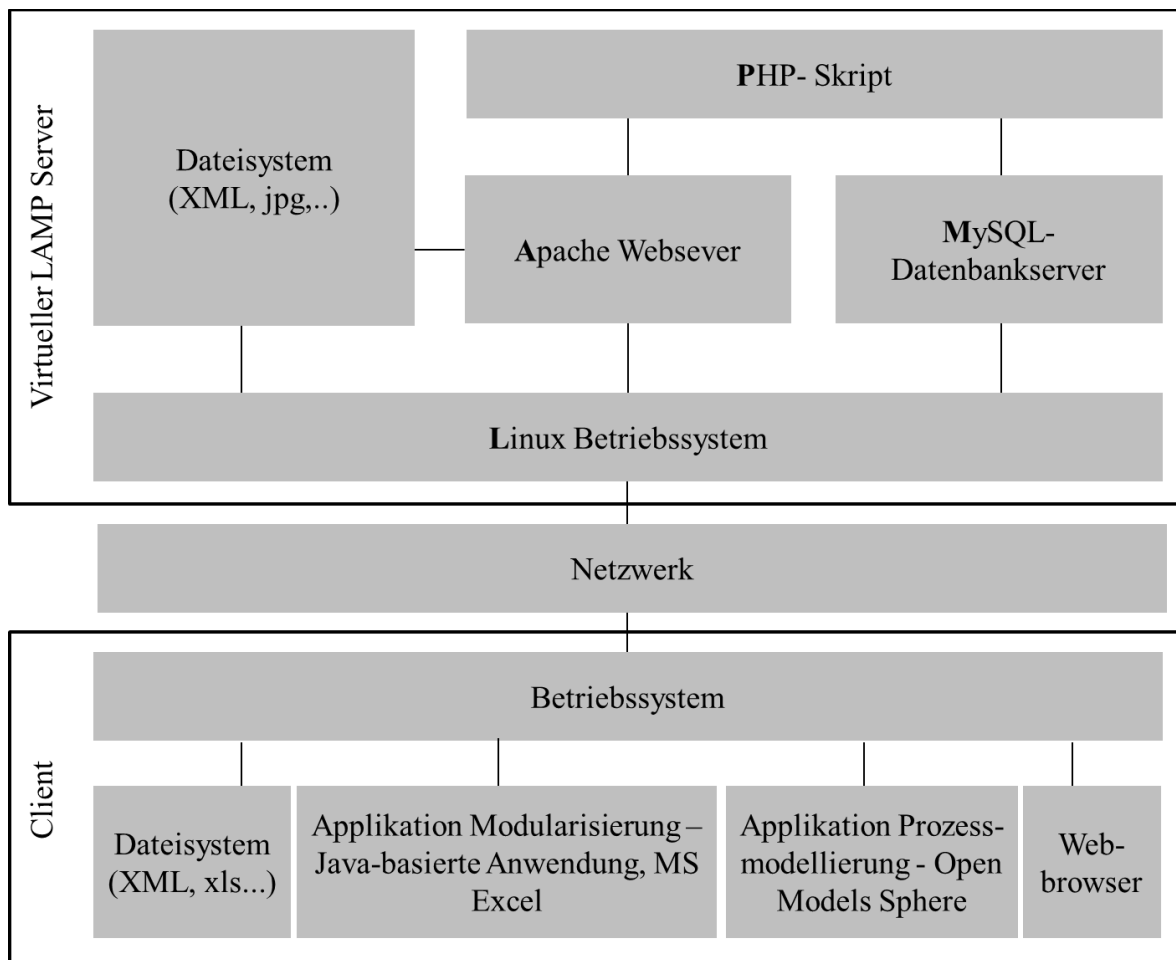 Virtueller LAMP Server
PHP- Skript
Dateisystem
(XML, jpg,..)
Apache Websever
MySQL-
Datenbankserver
Linux Betriebssystem
Netzwerk
Client
Betriebssystem
Dateisystem
(XML, xls...)
Applikation Modularisierung –
Java-basierte Anwendung, MS
Excel
Applikation Prozess-
modellierung - Open
Models Sphere
Web-
browser